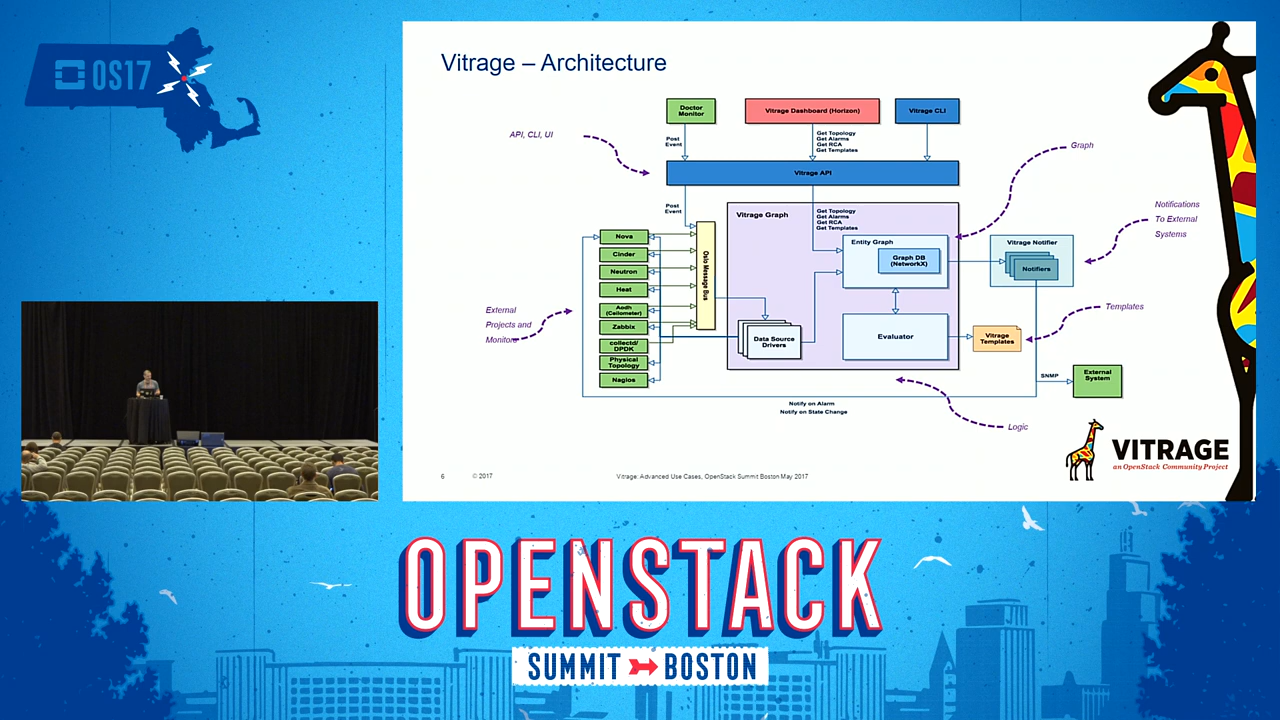 OS17
Vitrage – Architecture
Doctor
Monitor
Vitrage Dashboard (Horizon)
Vitrage CLI
API, CLI, UI
Post
Event
Get Topology
Get Alarms
Get RCA
Get Templates
Graph
Vitrage API
Post
Event
Vitrage Graph
Get Topology
Get Alarms
Get RCA
Get Templates
Notifications
To External
Systems
Nova
Cinder
Neutron
Heat
Aodh
(Ceilometer)
Zabbix
collectd/
DPDK
Physical
Topology
Nagios
Oslo Message Bus
Entity Graph
Graph DB
(NetworkX)
Vitrage Notifier
Notifiers
External
Projects and
Monitors
Data Source
Drivers
Evaluator
Vitrage
Templates
Templates
SNMP
External
System
Notify on Alarm
Notify on State Change
Logic
VITRAGE
an OpenStack Community Project
6
© 2017
Vitrage: Advanced Use Cases, OpenStack Summit Boston May 2017
OPENSTACK
SUMMIT BOSTON